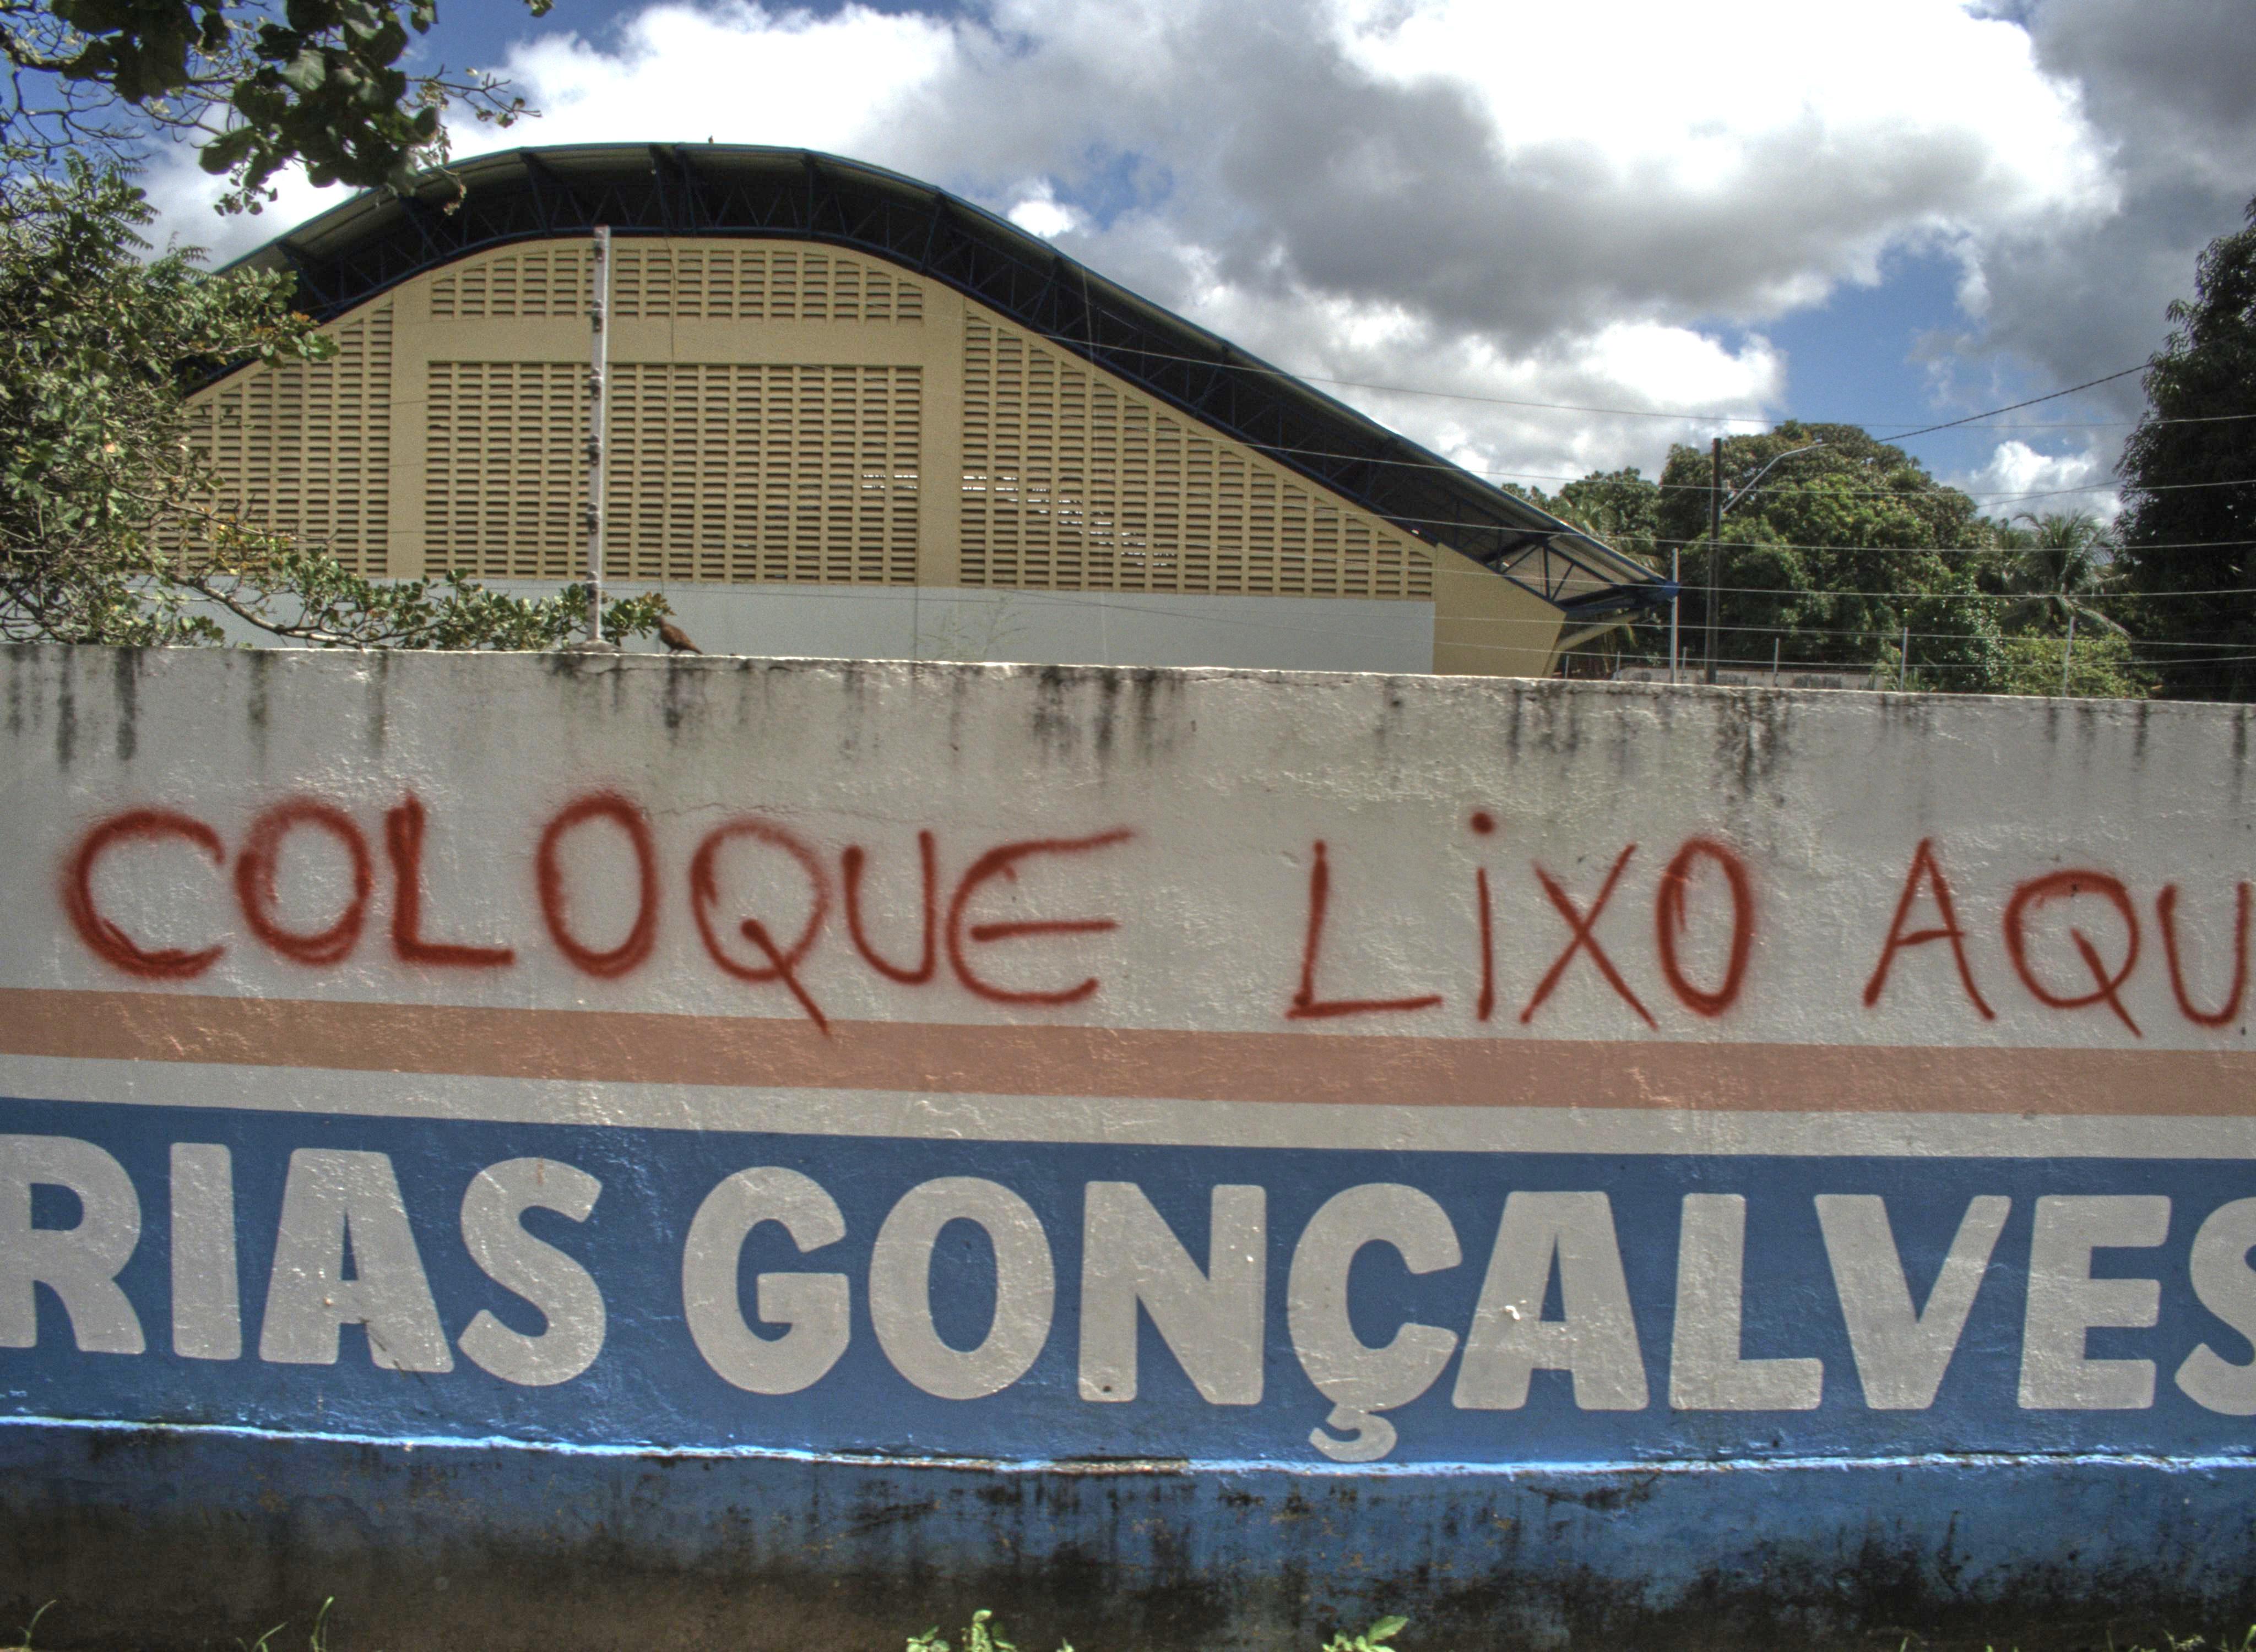 COLOQUE LiXO AQU
RIAS GONÇALVES